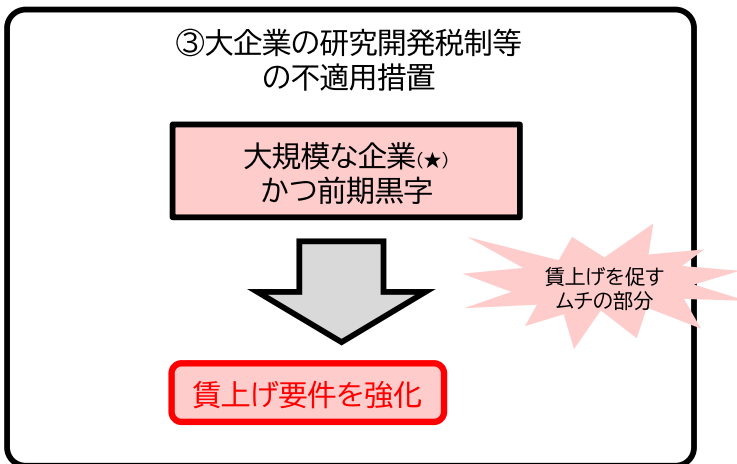 ③大企業の研究開発税制等
の不適用措置
大規模な企業(★)
かつ前期黒字
賃上げを促す
ムチの部分
賃上げ要件を強化